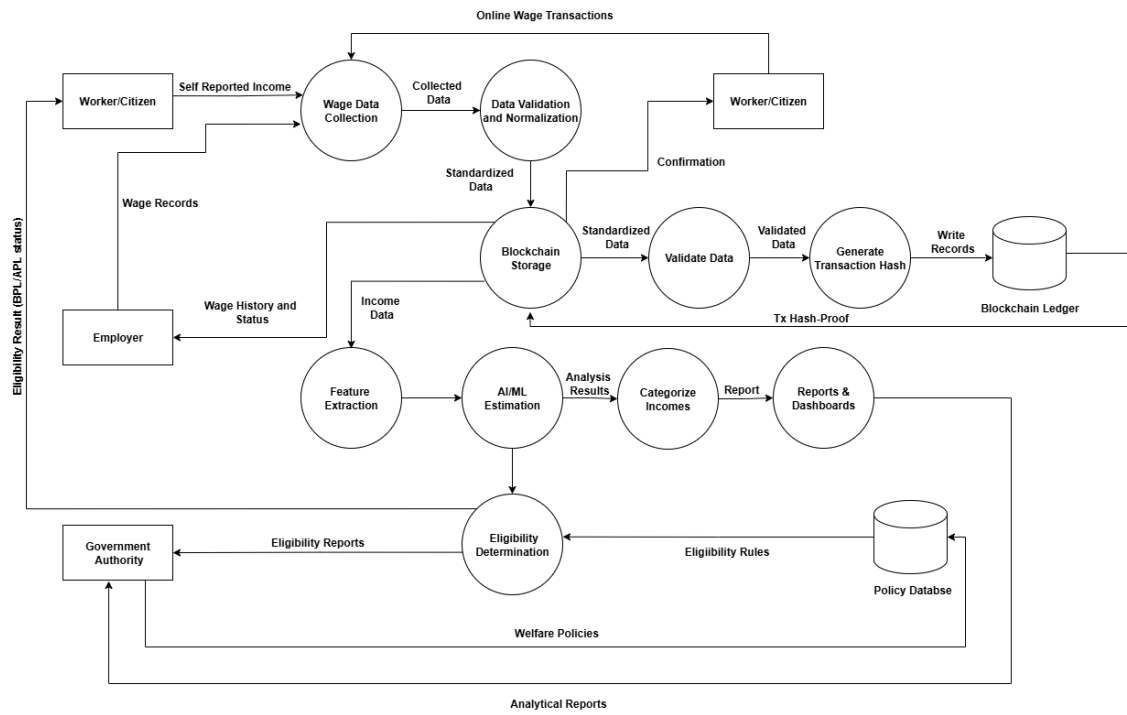 Online Wage Transactions
Worker/Citizen
Self Reported Income
Wage Data
Collection
Collected
Data
Data Validation
and Normalization
Worker/Citizen
Standardized
Data
Confirmation
Wage Records
Eligibility Result (BPL/APL status)
Blockchain
Storage
Standardized
Data
Validate Data
Validated
Data
Generate
Transaction Hash
Write
Records
Blockchain Ledger
Wage History and
Status
Income
Data
Tx Hash-Proof
Employer
Feature
Extraction
AI/ML
Estimation
Analysis
Results
Categorize
Incomes
Report
Reports &
Dashboards
Government
Authority
Eligibility Reports
Eligibility
Determination
Eligiibility Rules
Policy Databse
Welfare Policies
Analytical Reports